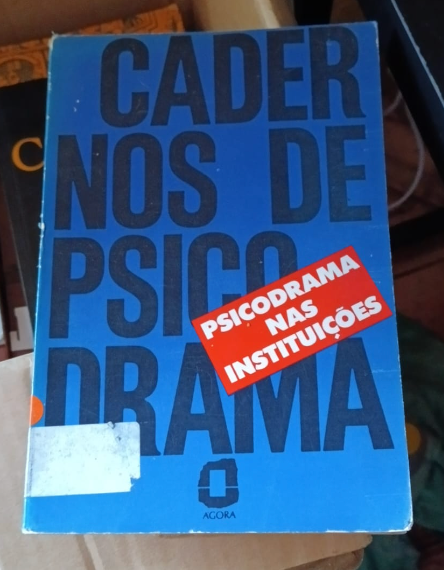 CADER
NOS DE
PSICO
DRAMA
PSICODRAMA
NAS
INSTITUIÇÕES
AGORA
C